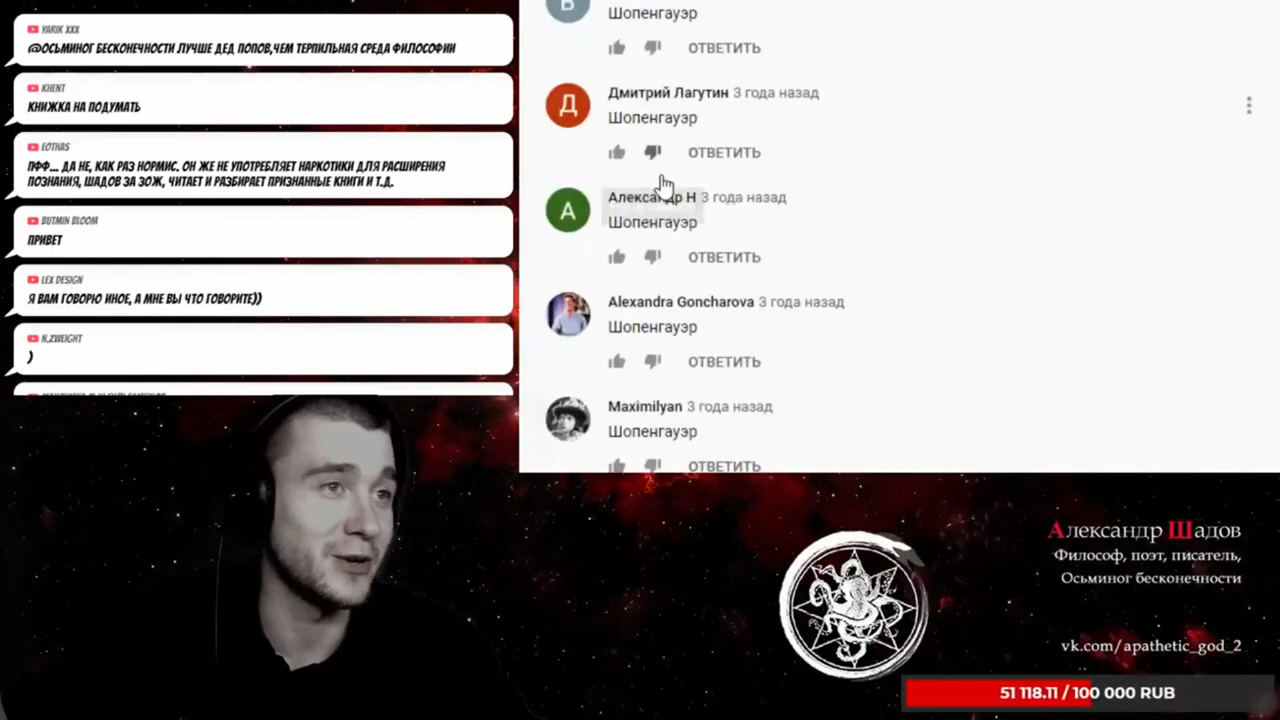 YARIK XXX
@ОСЬМИНОГ БЕСКОНЕЧНОСТИ ЛУЧШЕ ДЕД ПОПОВ,ЧЕМ ТЕРПИЛЬНАЯ СРЕДА ФИЛОСОФИИ
KHENT
КНИЖКА НА ПОДУМАТЬ
EOTHAS
ПФФ... ДА НЕ, КАК РАЗ НОРМИС. ОН ЖЕ НЕ УПОТРЕБЛЯЕТ НАРКОТИКИ ДЛЯ РАСШИРЕНИЯ
ПОЗНАНИЯ, ШАДОВ ЗА ЗОЖ, ЧИТАЕТ И РАЗБИРАЕТ ПРИЗНАННЫЕ КНИГИ И Т.Д.
BUTMIN BLOOM
ПРИВЕТ
LEX DESIGN
Я ВАМ ГОВОРЮ ИНОЕ, А МНЕ ВЫ ЧТО ГОВОРИТЕ))
N.ZWEIGHT
)
Шопенгауэр
ОТВЕТИТЬ
Дмитрий Лагутин 3 года назад
Д
Шопенгауэр
ОТВЕТИТЬ
Александр Н 3 года назад
А
Шопенгауэр
ОТВЕТИТЬ
Alexandra Goncharova 3 года назад
Шопенгауэр
ОТВЕТИТЬ
Maximilyan 3 года назад
Шопенгауэр
ОТВЕТИТЬ
Александр Шадов
Философ, поэт, писатель,
Осьминог бесконечности
vk.com/apathetic_god_2
51 118.11 / 100 000 RUB